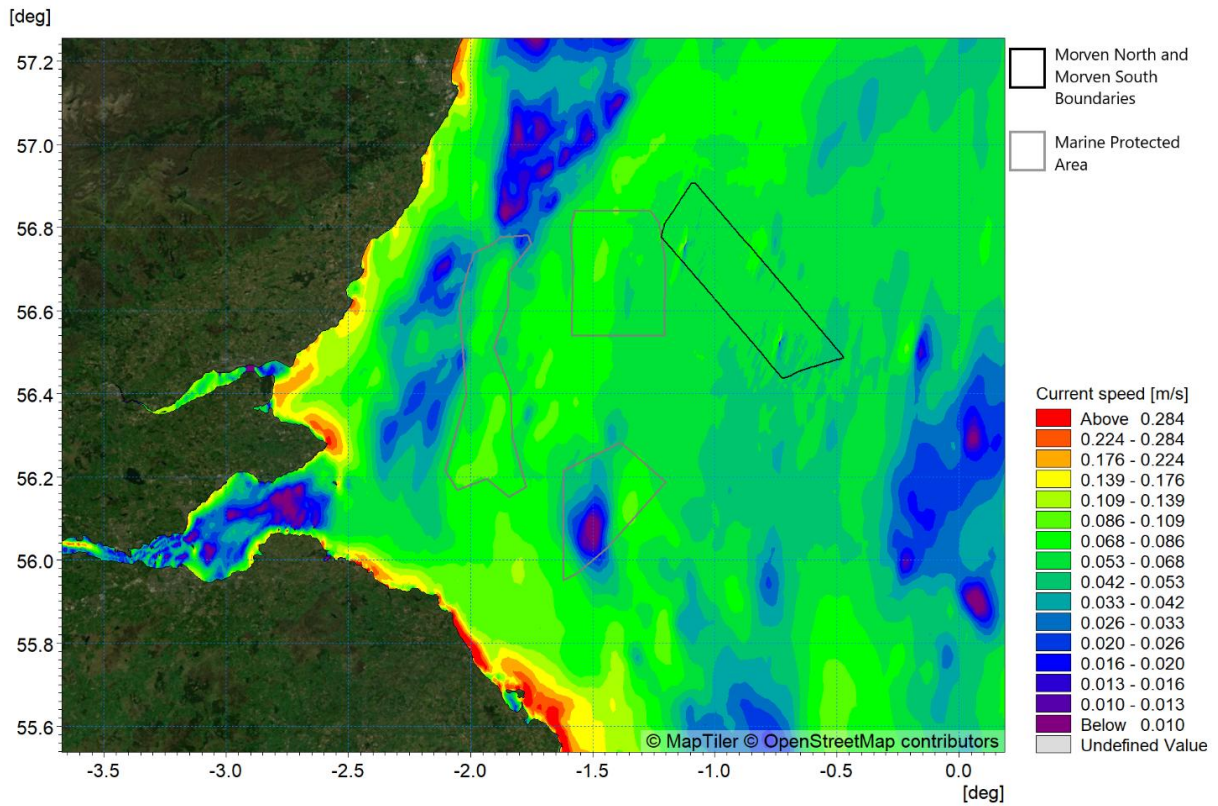 [deg]
57.2
57.0
56.8
56.6
56.4
56.2
56.0
55.8
55.6
-3.5
-3.0
-2.5
-2.0
-1.5
-1.0
-0.5
0.0
[deg]
© MapTiler © OpenStreetMap contributors
Morven North and
Morven South
Boundaries
Marine Protected
Area
Current speed [m/s]
Above 0.284
0.224 - 0.284
0.176 - 0.224
0.139 - 0.176
0.109 - 0.139
0.086 - 0.109
0.068 - 0.086
0.053 - 0.068
0.042 - 0.053
0.033 - 0.042
0.026 - 0.033
0.020 - 0.026
0.016 - 0.020
0.013 - 0.016
0.010 - 0.013
Below 0.010
Undefined Value